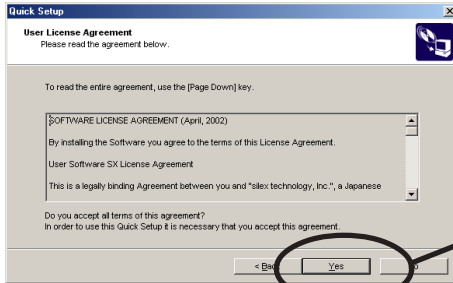 Quick Setup
User License Agreement
Please read the agreement below.
To read the entire agreement, use the [Page Down] key.
SOFTWARE LICENSE AGREEMENT (April, 2002)
By installing the Software you agree to the terms of this License Agreement.
User Software SX License Agreement
This is a legally binding Agreement between you and "silex technology, Inc.", a Japanese
Do you accept all terms of this agreement?
In order to use this Quick Setup it is necessary that you accept this agreement.
< Yes